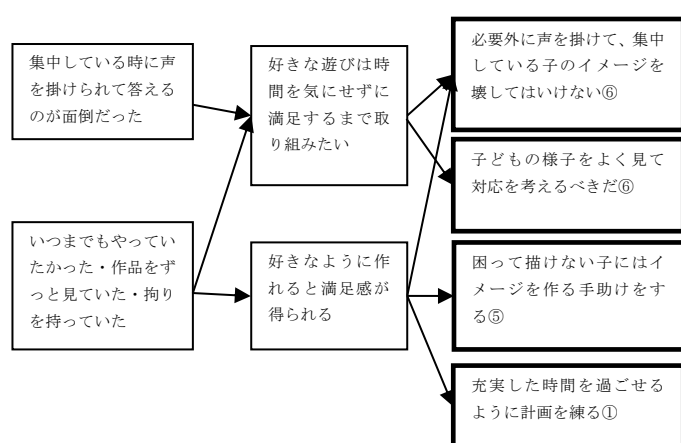 集中している時に声
を掛けられて答える
のが面倒だった
いつまでもやってい
たかった・作品をず
っと見ていた・拘り
を持っていた
好きな遊びは時
間を気にせずに
満足するまで取
り組みたい
好きなように作
れると満足感が
得られる
必要外に声を掛けて、集中
している子のイメージを
壊してはいけない⑥
子どもの様子をよく見て
対応を考えるべきだ⑥
困って描けない子にはイ
メージを作る手助けをす
る⑤
充実した時間を過ごせる
ように計画を練る①